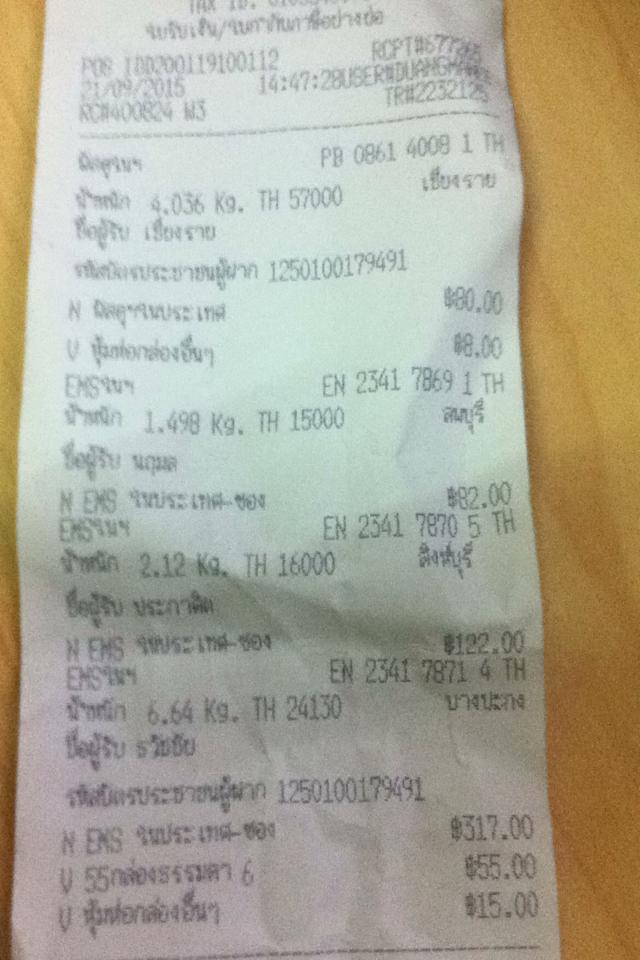 ใบรับเงิน/ใบกำกับภาษีอย่างย่อ
POS IDD200119100112 RCPT#
21/09/2015 14:47:28USER#DUANG
RC#400824 W3 TR#2232125
พัสดุในฯ PB 0861 4008 1 TH
น้ำหนัก 4.036 Kg. TH 57000 เชียงราย
ชื่อผู้รับ เชียงราย
รหัสบัตรประชาชนผู้ฝาก 1250100179491
N พัสดุฯในประเทศ ฿80.00
V หุ้มห่อกล่องอื่นๆ ฿8.00
EMSในฯ EN 2341 7869 1 TH
น้ำหนัก 1.498 Kg. TH 15000 ลพบุรี
ชื่อผู้รับ นฤมล
N EMS ในประเทศ-ซอง ฿82.00
EMSในฯ EN 2341 7870 5 TH
น้ำหนัก 2.12 Kg. TH 16000 สิงห์บุรี
ชื่อผู้รับ ประกาศิต
N EMS ในประเทศ-ซอง ฿122.00
EMSในฯ EN 2341 7871 4 TH
น้ำหนัก 6.64 Kg. TH 24130 บางปะกง
ชื่อผู้รับ ธวัชชัย
รหัสบัตรประชาชนผู้ฝาก 1250100179491
N EMS ในประเทศ-ซอง ฿317.00
V 55กล่องธรรมดา 6 ฿55.00
V หุ้มห่อกล่องอื่นๆ ฿15.00